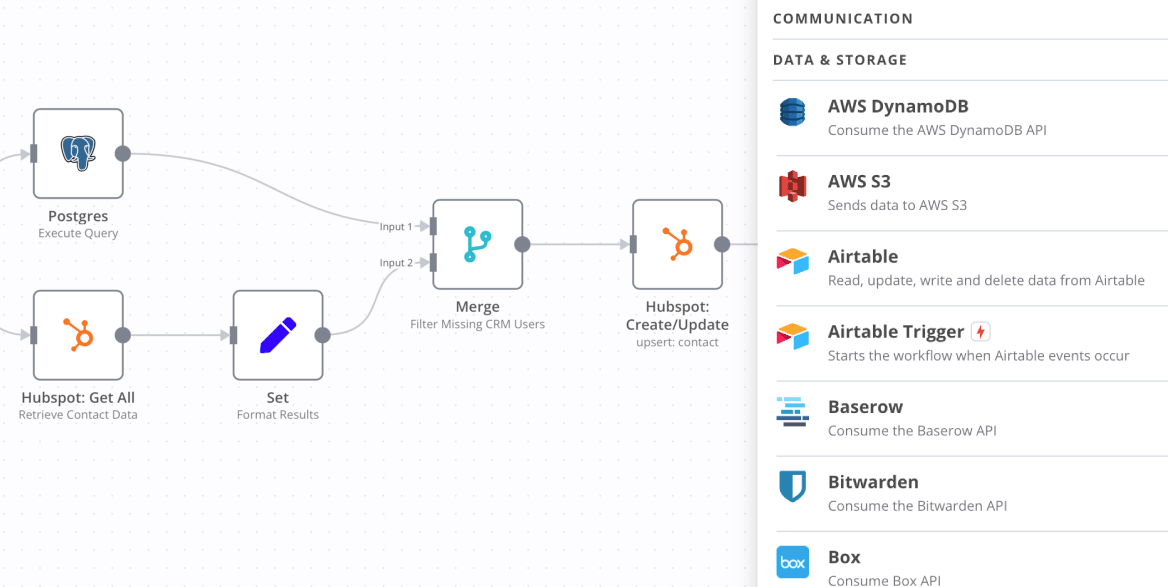 Postgres
Execute Query
Hubspot: Get All
Retrieve Contact Data
Set
Format Results
Input 1
Input 2
Merge
Filter Missing CRM Users
Hubspot:
Create/Update
upsert: contact
COMMUNICATION
DATA & STORAGE
AWS DynamoDB
Consume the AWS DynamoDB API
AWS S3
Sends data to AWS S3
Airtable
Read, update, write and delete data from Airtable
Airtable Trigger
Starts the workflow when Airtable events occur
Baserow
Consume the Baserow API
Bitwarden
Consume the Bitwarden API
box
Box
Consume Box API